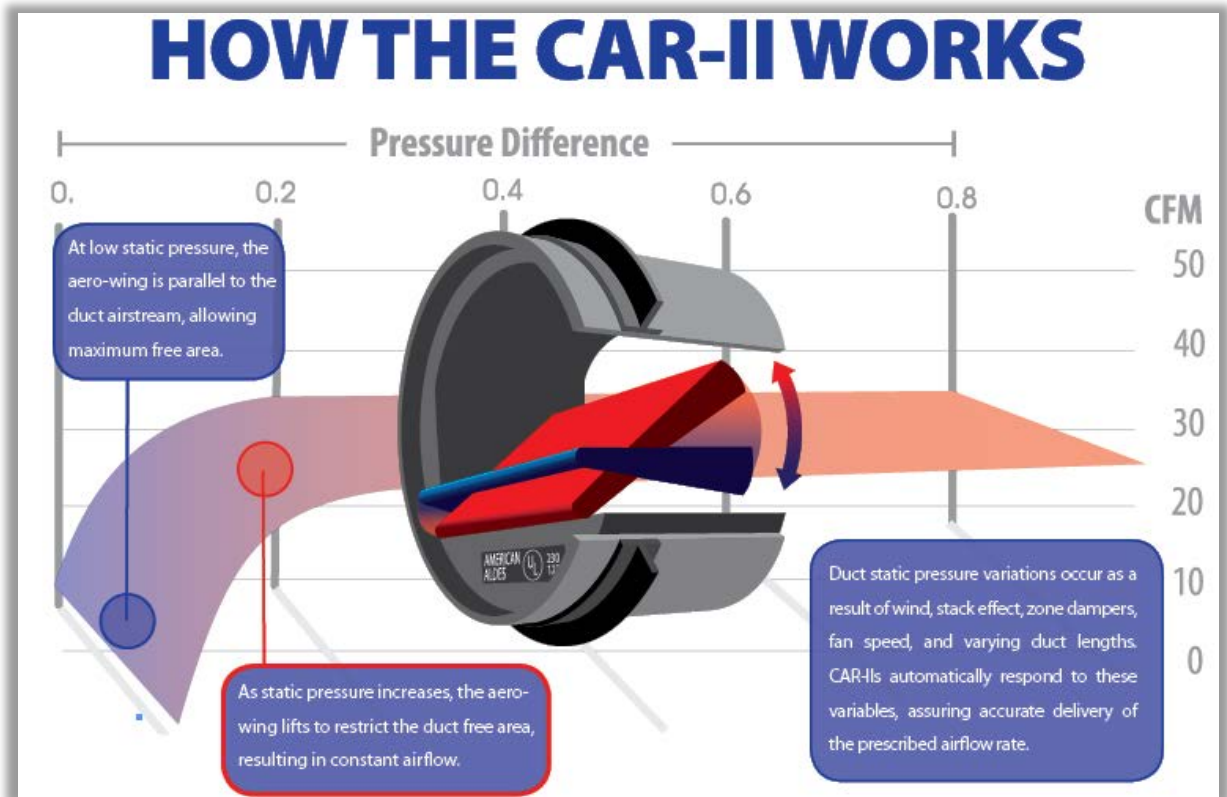 HOW THE CAR-II WORKS
Pressure Difference
0. 0.2 0.4 0.6 0.8
CFM
50
40
30
20
10
0
At low static pressure, the
aero-wing is parallel to the
duct airstream, allowing
maximum free area.
AMERICAN
ALDES
UL
As static pressure increases, the aero-
wing lifts to restrict the duct free area,
resulting in constant airflow.
Duct static pressure variations occur as a
result of wind, stack effect, zone dampers,
fan speed, and varying duct lengths.
CAR-IIs automatically respond to these
variables, assuring accurate delivery of
the prescribed airflow rate.